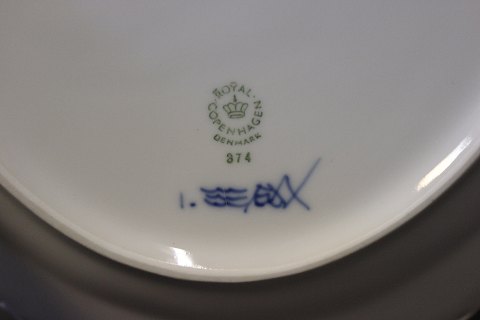 ROYAL
COPENHAGEN
DENMARK
374
1.